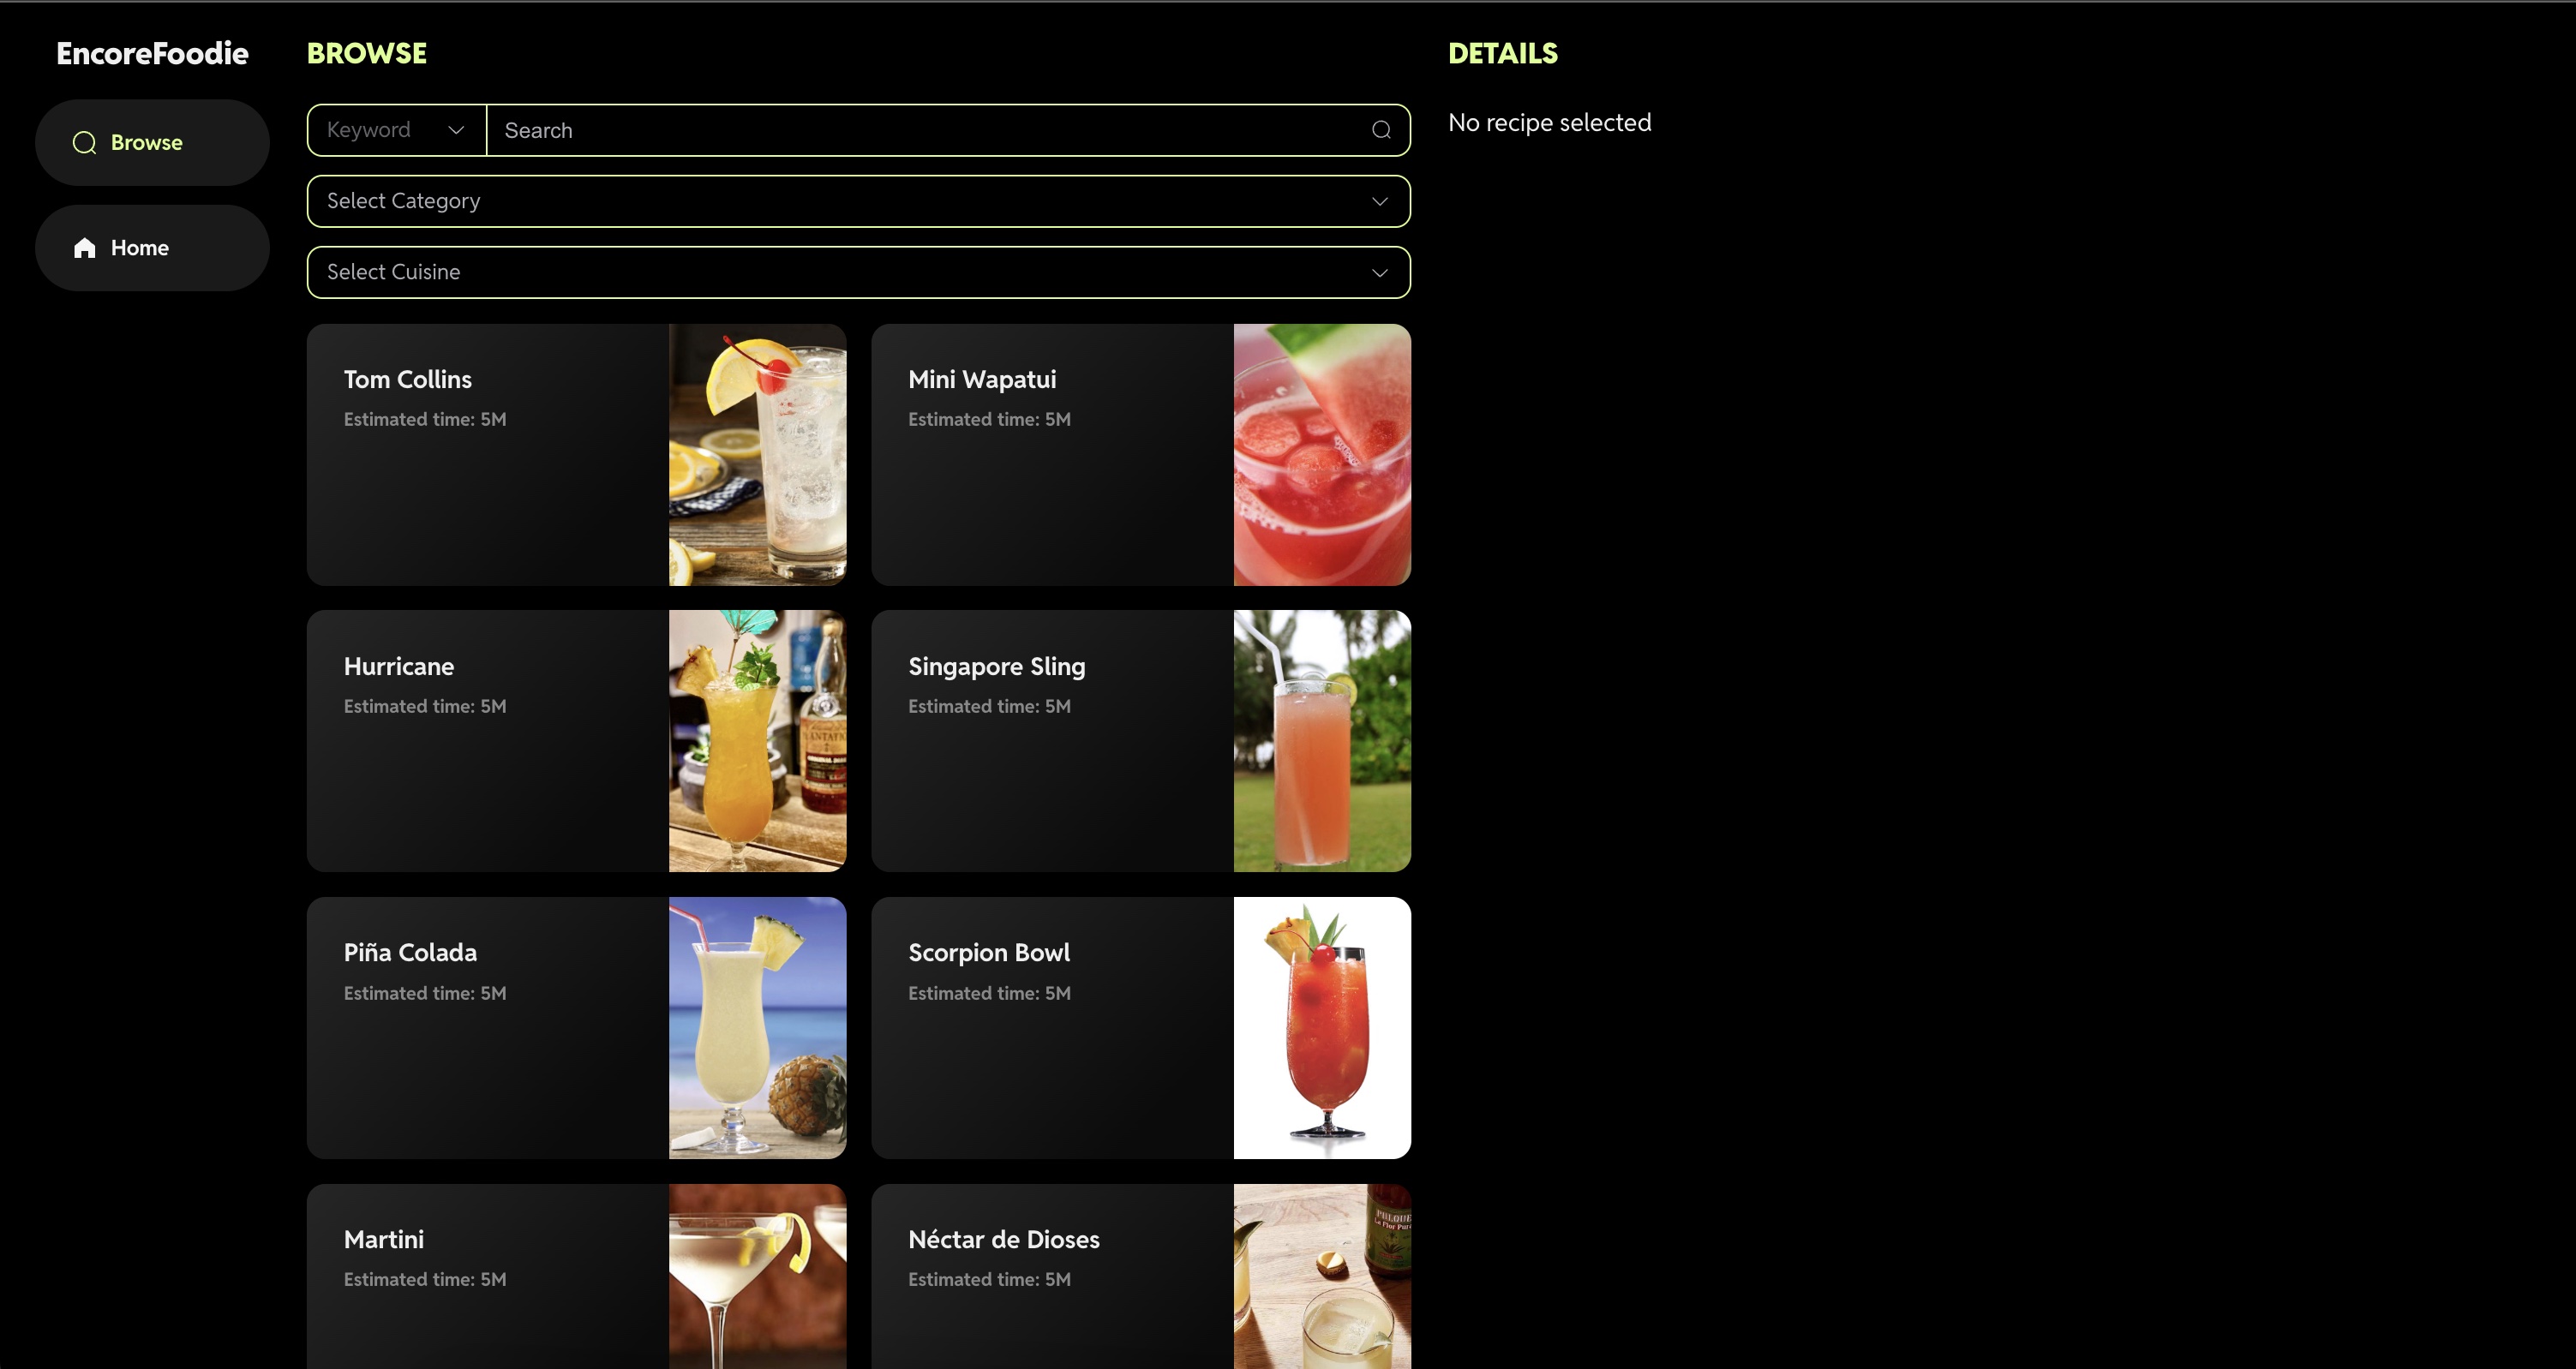 EncoreFoodie
Browse
Home
BROWSE
Keyword
Search
Select Category
Select Cuisine
Tom Collins
Estimated time: 5M
Mini Wapatui
Estimated time: 5M
Hurricane
Estimated time: 5M
Singapore Sling
Estimated time: 5M
Piña Colada
Estimated time: 5M
Scorpion Bowl
Estimated time: 5M
Martini
Estimated time: 5M
Néctar de Dioses
Estimated time: 5M
DETAILS
No recipe selected